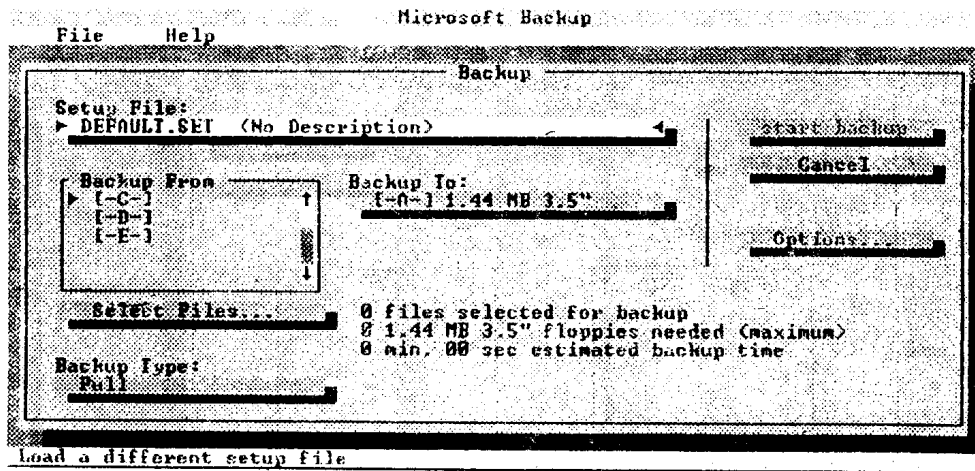 Microsoft Backup
File Help
Backup
Setup File:
► DEFAULT.SET (No Description) ◄
start backup
Cancel
Backup From
► [-C-] ↑
[-D-]
[-E-]
↓
Backup To:
[-A-] 1.44 MB 3.5"
Options...
Select Files...
0 files selected for backup
0 1.44 MB 3.5" floppies needed (maximum)
0 min, 00 sec estimated backup time
Backup Type:
Full
Load a different setup file